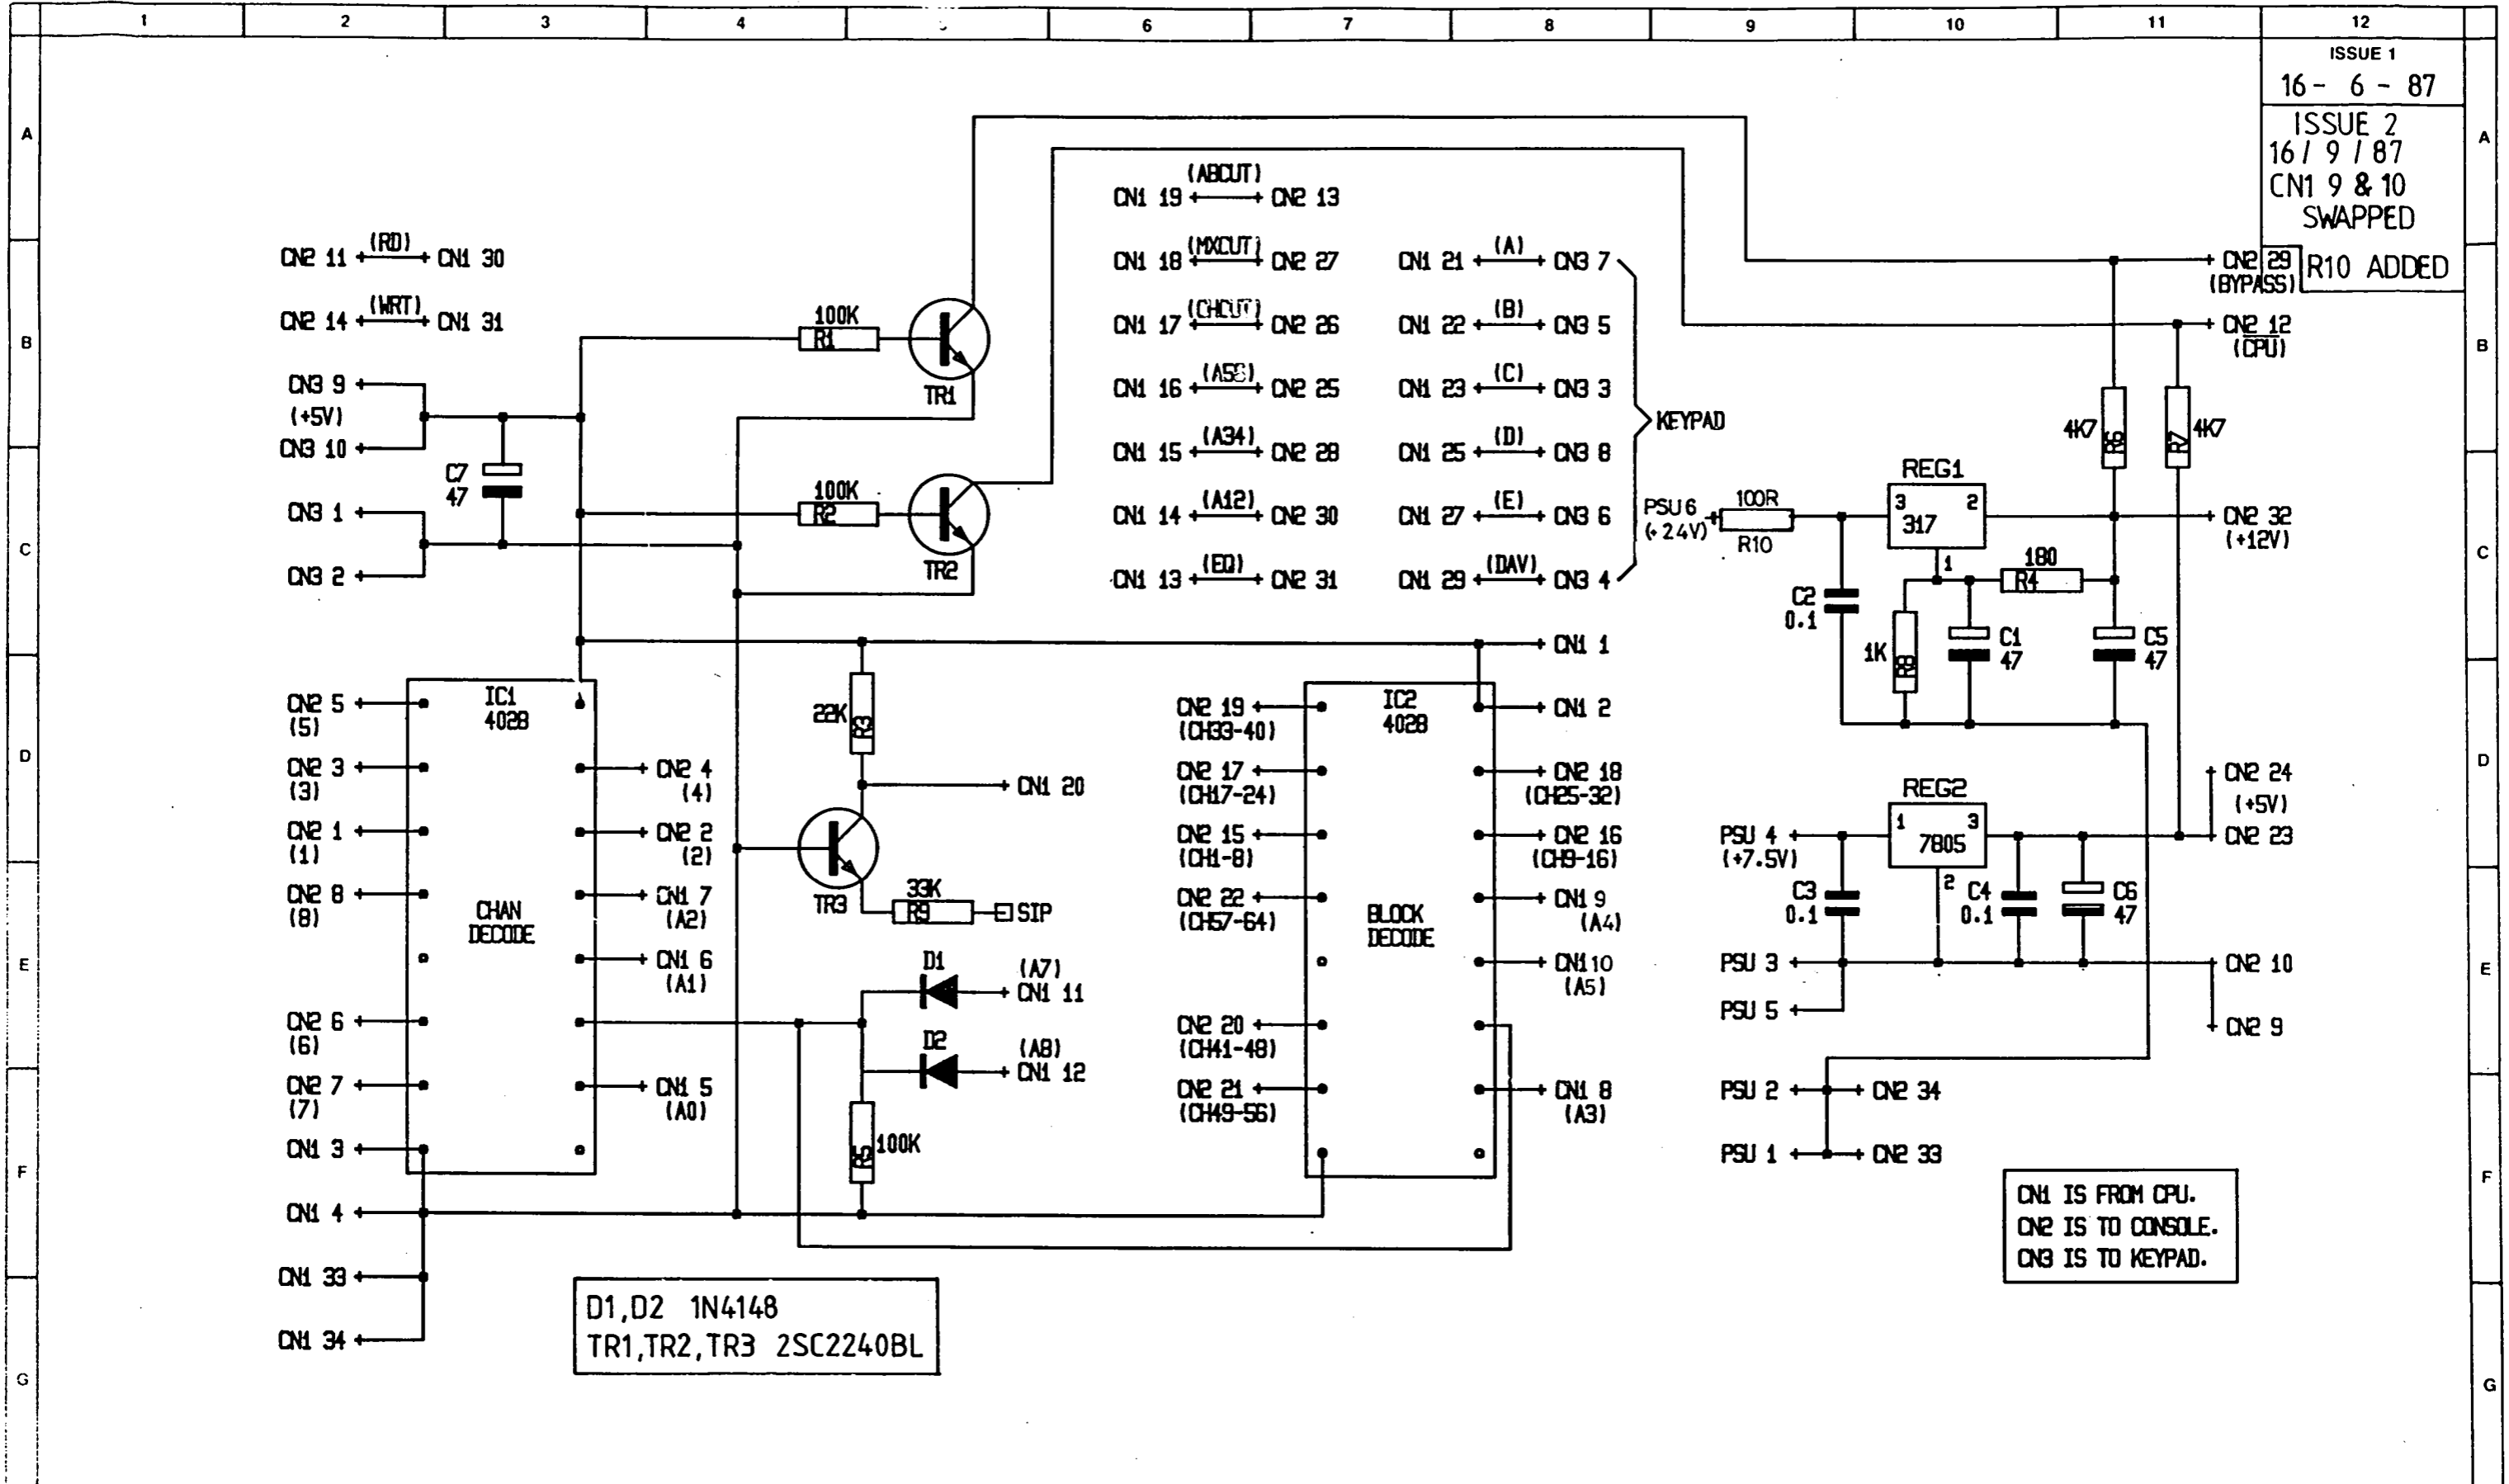 1 2 3 4 6 7 8 9 10 11 12
ISSUE 1
16 - 6 - 87
ISSUE 2
16 / 9 / 87
CN1 9 & 10
SWAPPED
R10 ADDED
A
B
C
D
E
F
G
A
B
C
D
E
F
G
CN2 11 (RD) CN1 30
CN2 14 (WRT) CN1 31
CN3 9
(+5V)
CN3 10
C7
47
CN3 1
CN3 2
100K
R1
TR1
100K
R2
TR2
CN1 19 (ABCUT) CN2 13
CN1 18 (MXCUT) CN2 27
CN1 17 (CHCUT) CN2 26
CN1 16 CN2 25
CN1 15 (A34) CN2 28
CN1 14 (A12) CN2 30
CN1 13 (EQ) CN2 31
CN1 21 (A) CN3 7
CN1 22 (B) CN3 5
CN1 23 (C) CN3 3
CN1 25 (D) CN3 8
CN1 27 (E) CN3 6
CN1 29 (DAV) CN3 4
KEYPAD
CN2 29
(BYPASS)
CN2 12
(CPU)
4K7
R6
R7
4K7
PSU 6
(+24V)
100R
R10
REG1
3 2
317
1
CN2 32
(+12V)
180
R4
C2
0.1
1K
R8
C1
47
C5
47
CN1 1
CN1 2
IC1
4028
CHAN
DECODE
CN2 5
(5)
CN2 3
(3)
CN2 1
(1)
CN2 8
(8)
CN2 6
(6)
CN2 7
(7)
CN1 3
CN1 4
CN1 33
CN1 34
CN2 4
(4)
CN2 2
(2)
CN1 7
(A2)
CN1 6
(A1)
CN1 5
(A0)
22K
R3
CN1 20
TR3
33K
R9
SIP
D1
(A7)
CN1 11
D2
(A8)
CN1 12
100K
R5
IC2
4028
BLOCK
DECODE
CN2 19
(CH33-40)
CN2 17
(CH17-24)
CN2 15
(CH1-8)
CN2 22
(CH57-64)
CN2 20
(CH41-48)
CN2 21
(CH49-56)
CN2 18
(CH25-32)
CN2 16
(CH9-16)
CN1 9
(A4)
CN1 10
(A5)
CN1 8
(A3)
REG2
1 3
7805
2
PSU 4
(+7.5V)
C3
0.1
C4
0.1
C6
47
CN2 24
(+5V)
CN2 23
PSU 3
PSU 5
CN2 10
CN2 9
PSU 2 CN2 34
PSU 1 CN2 33
CN1 IS FROM CPU.
CN2 IS TO CONSOLE.
CN3 IS TO KEYPAD.
D1,D2 1N4148
TR1,TR2,TR3 2SC2240BL